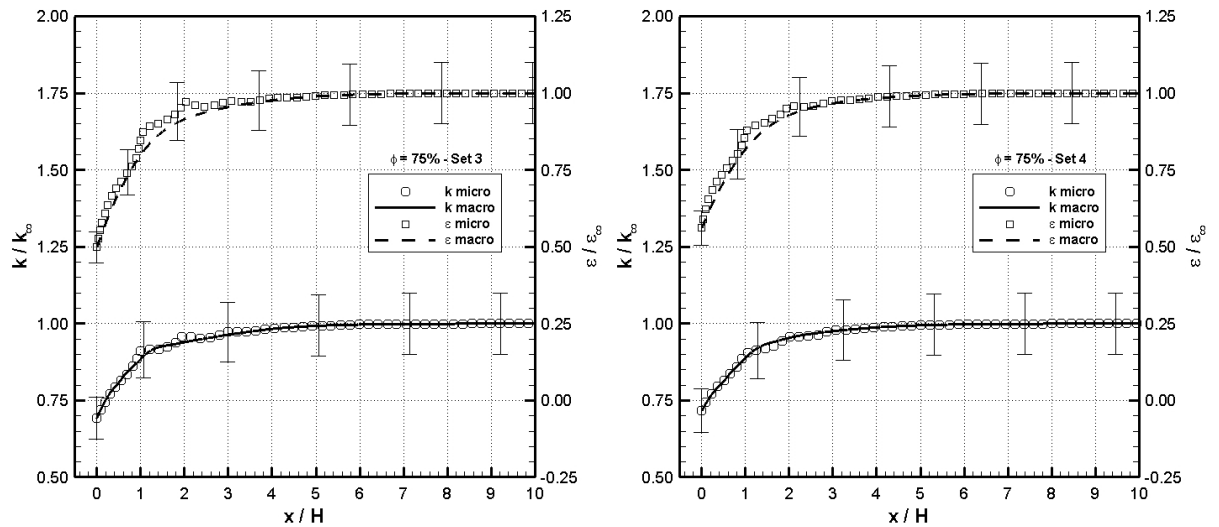 2.00
1.75
1.50
1.25
1.00
0.75
0.50
k / k∞
1.25
1.00
0.75
0.50
0.25
0.00
-0.25
ε / ε∞
ϕ = 75% - Set 3
k micro
k macro
ε micro
ε macro
0 1 2 3 4 5 6 7 8 9 10
x / H
2.00
1.75
1.50
1.25
1.00
0.75
0.50
k / k∞
1.25
1.00
0.75
0.50
0.25
0.00
-0.25
ε / ε∞
ϕ = 75% - Set 4
k micro
k macro
ε micro
ε macro
0 1 2 3 4 5 6 7 8 9 10
x / H